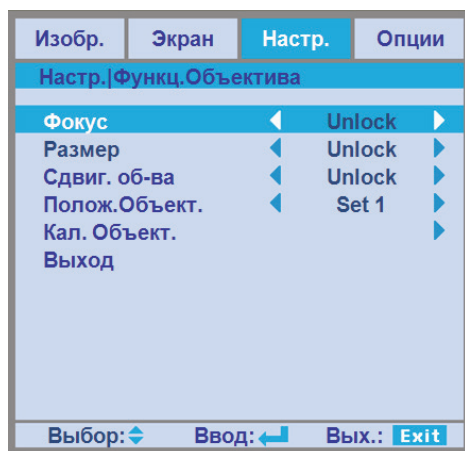 Изобр. Экран Настр. Опции
Настр.|Функц.Объектива
Фокус Unlock
Размер Unlock
Сдвиг. об-ва Unlock
Полож.Объект. Set 1
Кал. Объект.
Выход
Выбор: Ввод: Вых.: Exit